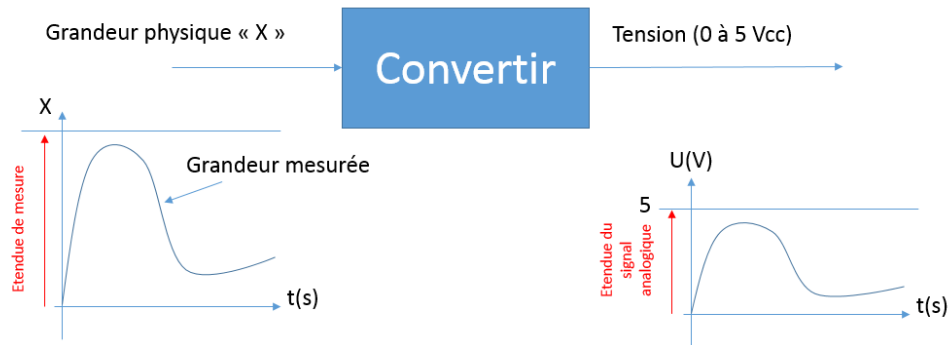 Grandeur physique « X »
Convertir
Tension (0 à 5 Vcc)
X
Etendue de mesure
Grandeur mesurée
t(s)
U(V)
5
Etendue du
signal
analogique
t(s)